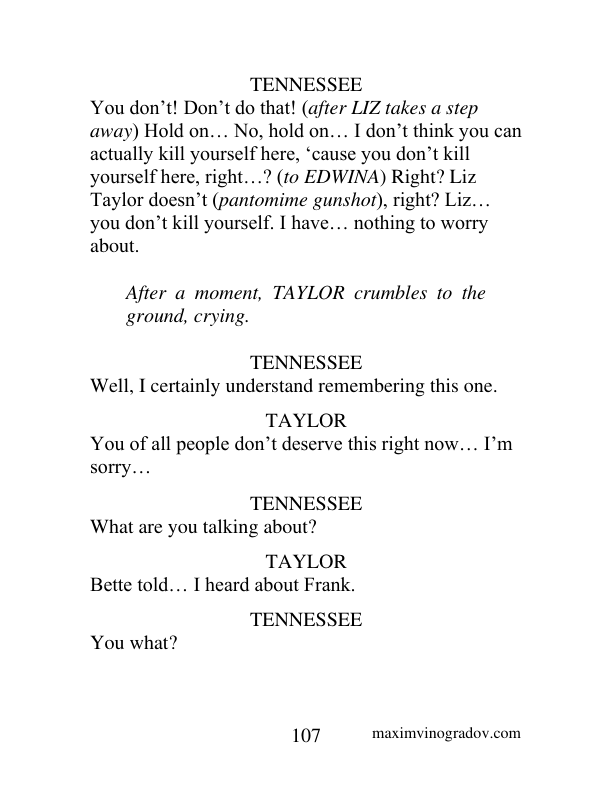 TENNESSEE
You don’t! Don’t do that! (after LIZ takes a step
away) Hold on… No, hold on… I don’t think you can
actually kill yourself here, ‘cause you don’t kill
yourself here, right…? (to EDWINA) Right? Liz
Taylor doesn’t (pantomime gunshot), right? Liz…
you don’t kill yourself. I have… nothing to worry
about.
After a moment, TAYLOR crumbles to the
ground, crying.
TENNESSEE
Well, I certainly understand remembering this one.
TAYLOR
You of all people don’t deserve this right now… I’m
sorry…
TENNESSEE
What are you talking about?
TAYLOR
Bette told… I heard about Frank.
TENNESSEE
You what?
107 maximvinogradov.com